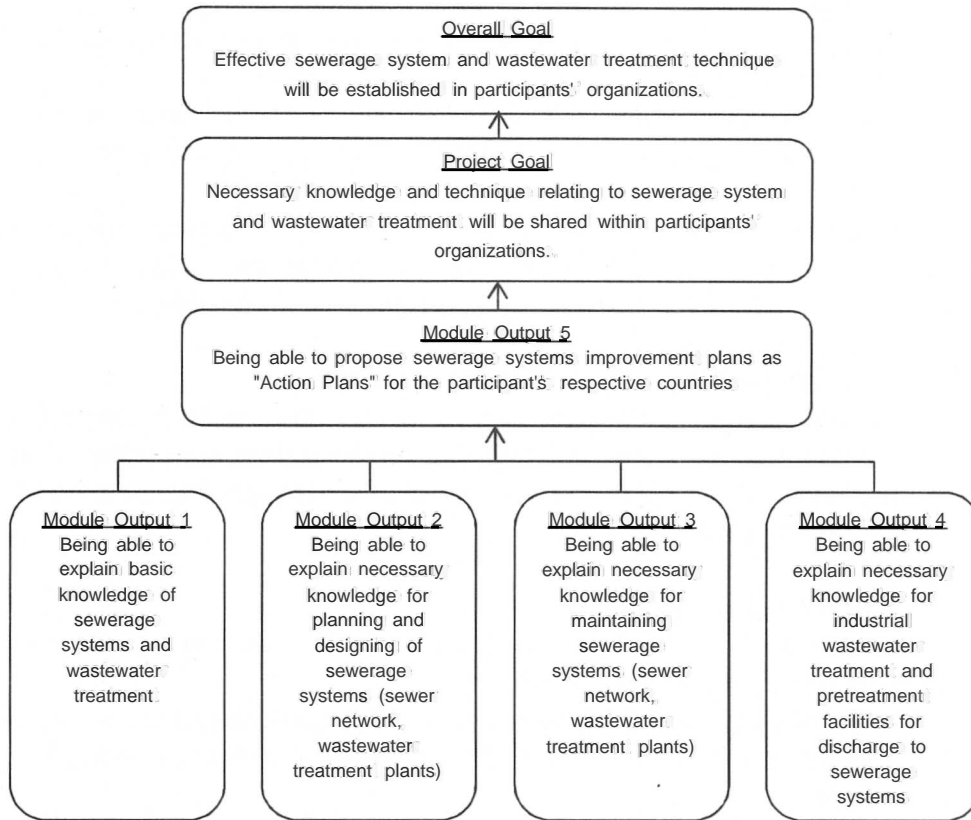 Overall Goal
Effective sewerage system and wastewater treatment technique
will be established in participants' organizations.
Project Goal
Necessary knowledge and technique relating to sewerage system
and wastewater treatment will be shared within participants'
organizations.
Module Output 5
Being able to propose sewerage systems improvement plans as
"Action Plans" for the participant's respective countries
Module Output 1
Being able to
explain basic
knowledge of
sewerage
systems and
wastewater
treatment
Module Output 2
Being able to
explain necessary
knowledge for
planning and
designing of
sewerage
systems (sewer
network,
wastewater
treatment plants)
Module Output 3
Being able to
explain necessary
knowledge for
maintaining
sewerage
systems (sewer
network,
wastewater
treatment plants)
Module Output 4
Being able to
explain necessary
knowledge for
industrial
wastewater
treatment and
pretreatment
facilities for
discharge to
sewerage
systems